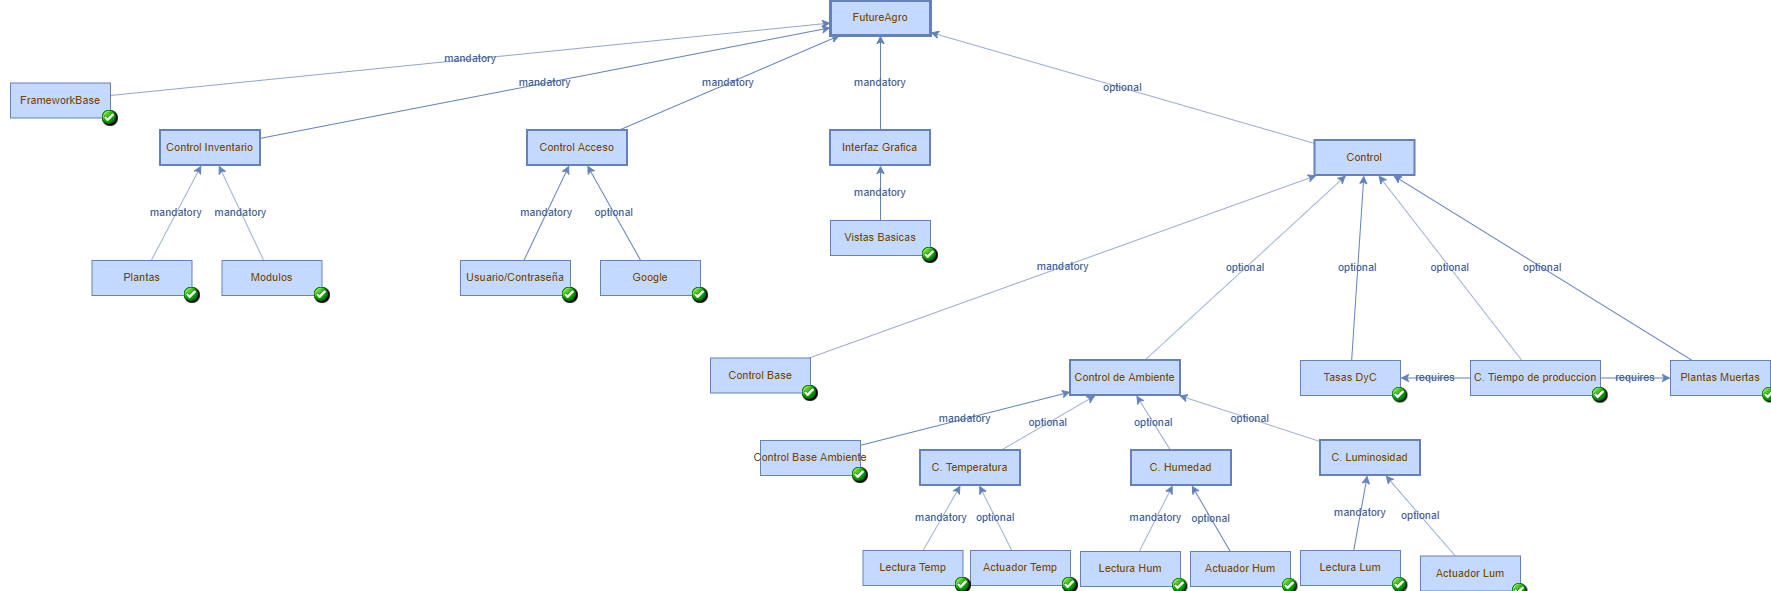 FutureAgro
mandatory
mandatory
mandatory
mandatory
optional
FrameworkBase
Control Inventario
Control Acceso
Interfaz Grafica
Control
mandatory
mandatory
mandatory
optional
mandatory
Plantas
Modulos
Usuario/Contraseña
Google
Vistas Basicas
mandatory
optional
optional
optional
optional
Control Base
Control de Ambiente
Tasas DyC
requires
C. Tiempo de produccion
requires
Plantas Muertas
mandatory
optional
optional
optional
Control Base Ambiente
C. Temperatura
C. Humedad
C. Luminosidad
mandatory
optional
mandatory
optional
mandatory
optional
Lectura Temp
Actuador Temp
Lectura Hum
Actuador Hum
Lectura Lum
Actuador Lum